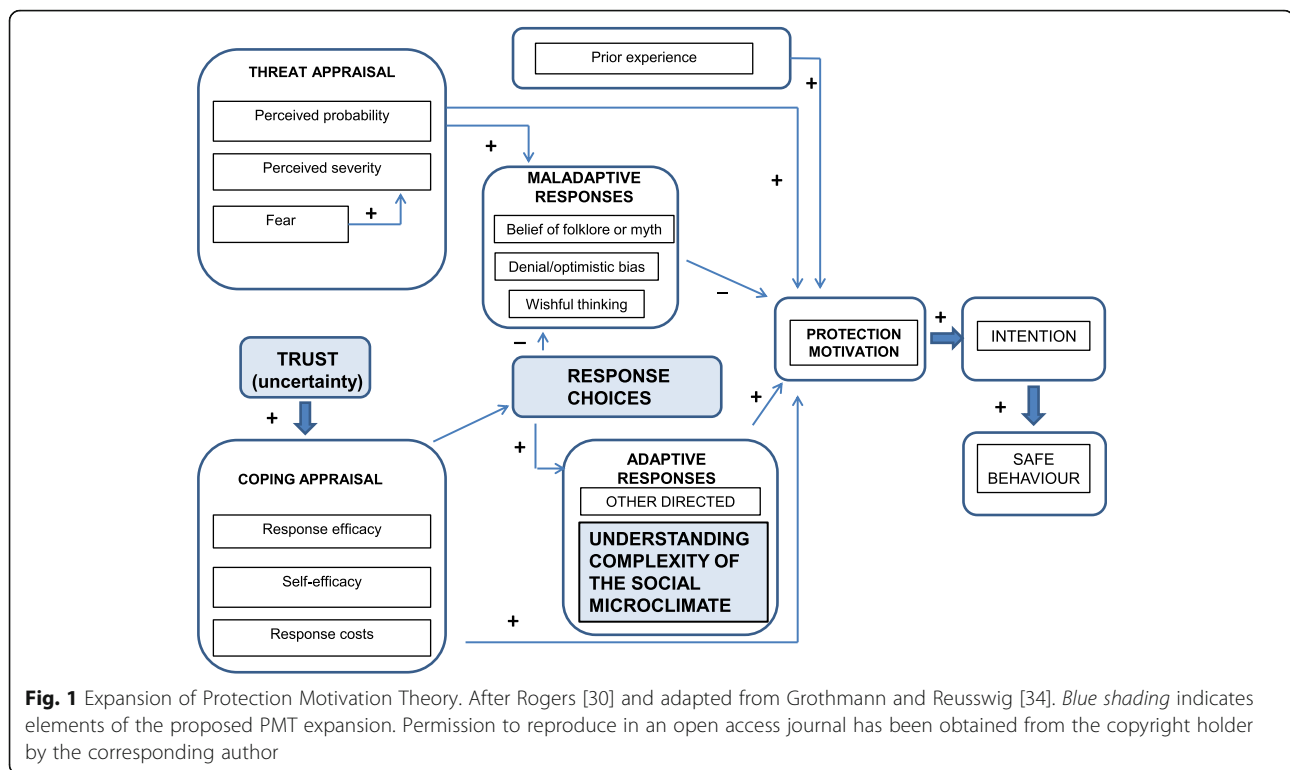 THREAT APPRAISAL
Perceived probability
Perceived severity
Fear
+
Prior experience
+
+
+
MALADAPTIVE
RESPONSES
Belief of folklore or myth
Denial/optimistic bias
Wishful thinking
–
–
TRUST
(uncertainty)
+
RESPONSE
CHOICES
+
PROTECTION
MOTIVATION
+
INTENTION
+
SAFE
BEHAVIOUR
COPING APPRAISAL
Response efficacy
Self-efficacy
Response costs
+
+
ADAPTIVE
RESPONSES
OTHER DIRECTED
UNDERSTANDING
COMPLEXITY OF
THE SOCIAL
MICROCLIMATE
Fig. 1 Expansion of Protection Motivation Theory. After Rogers [30] and adapted from Grothmann and Reusswig [34]. Blue shading indicates
elements of the proposed PMT expansion. Permission to reproduce in an open access journal has been obtained from the copyright holder
by the corresponding author